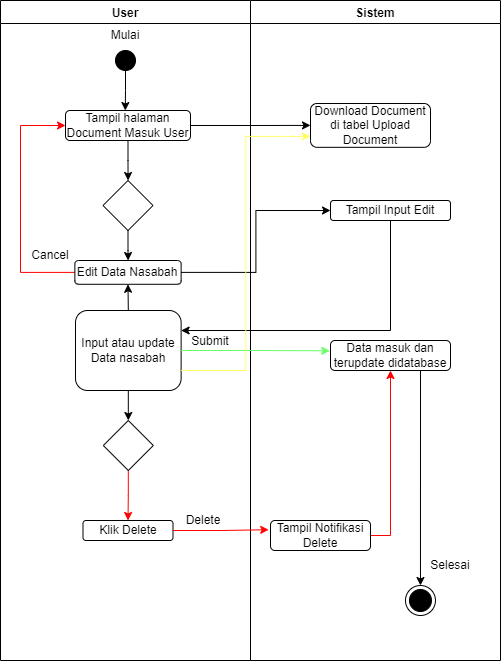 User
Sistem
Mulai
Tampil halaman
Document Masuk User
Download Document
di tabel Upload
Document
Tampil Input Edit
Cancel
Edit Data Nasabah
Input atau update
Data nasabah
Submit
Data masuk dan
terupdate didatabase
Klik Delete
Delete
Tampil Notifikasi
Delete
Selesai